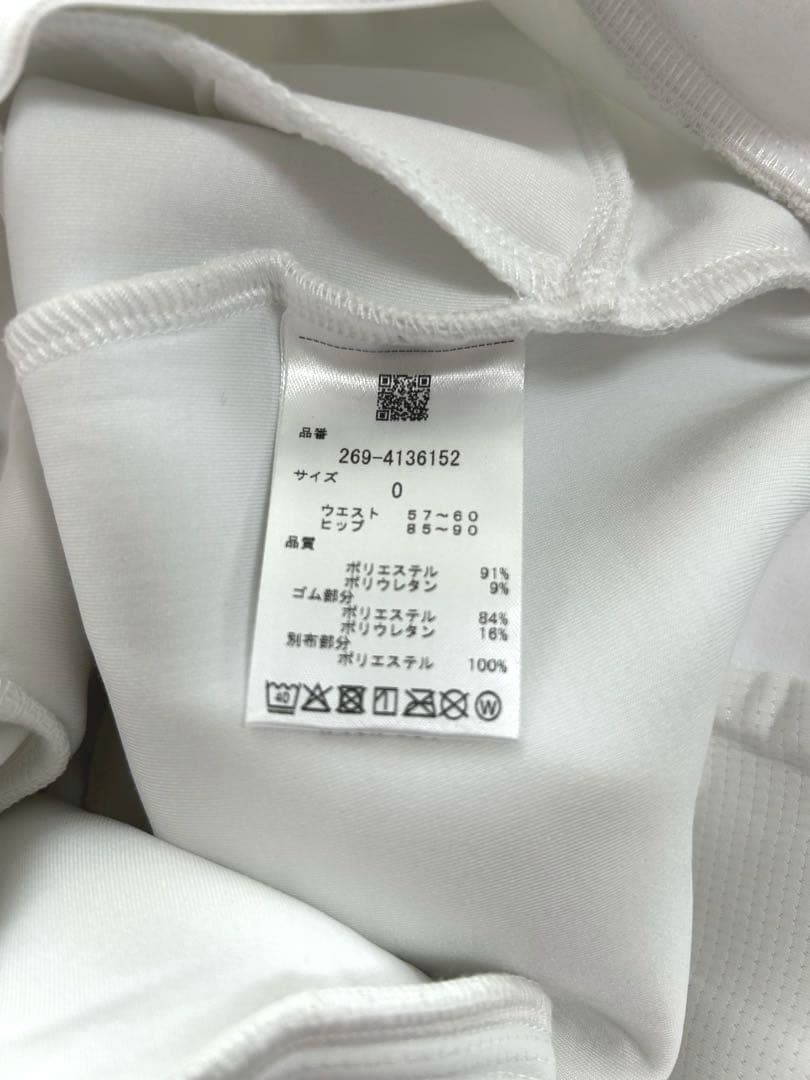 品番
269-4136152
サイズ
0
ウエスト 57～60
ヒップ 85～90
品質
ポリエステル 91%
ポリウレタン 9%
ゴム部分
ポリエステル 84%
ポリウレタン 16%
別布部分
ポリエステル 100%
40 W